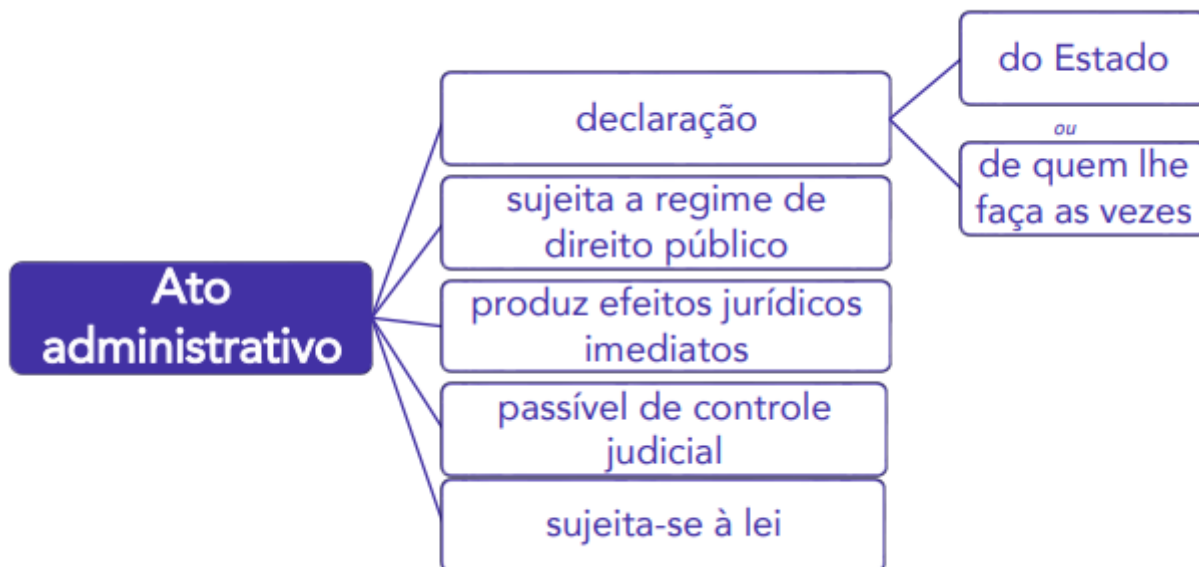 Ato
administrativo
declaração
do Estado
ou
de quem lhe
faça as vezes
sujeita a regime de
direito público
produz efeitos jurídicos
imediatos
passível de controle
judicial
sujeita-se à lei